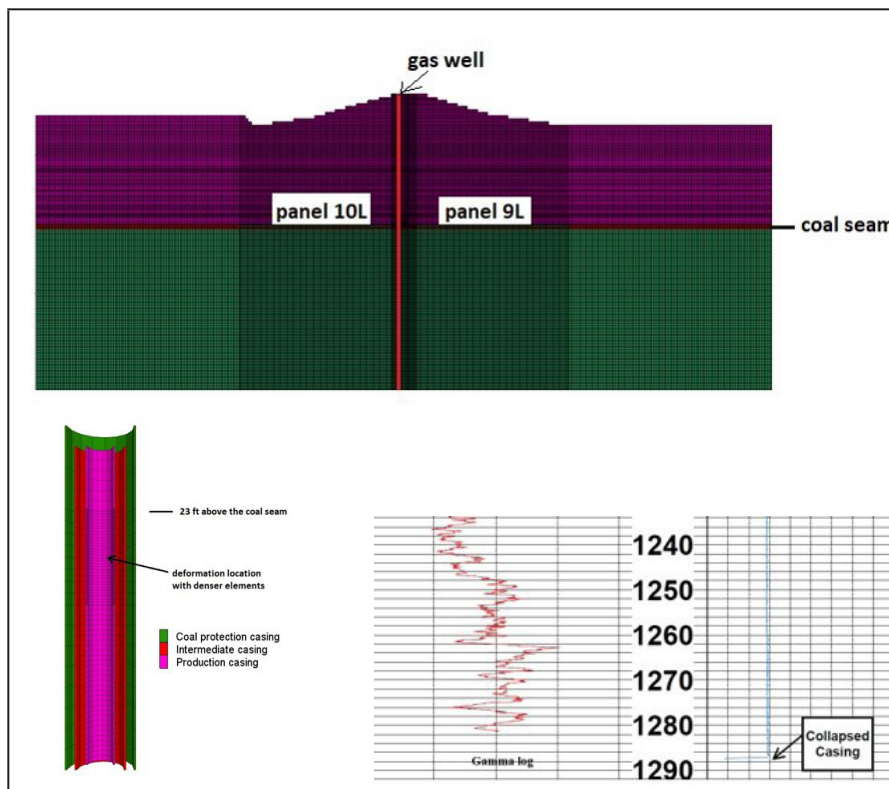 gas well
panel 10L
panel 9L
coal seam
23 ft above the coal seam
deformation location
with denser elements
Coal protection casing
Intermediate casing
Production casing
1240
1250
1260
1270
1280
1290
Gamma log
Collapsed
Casing